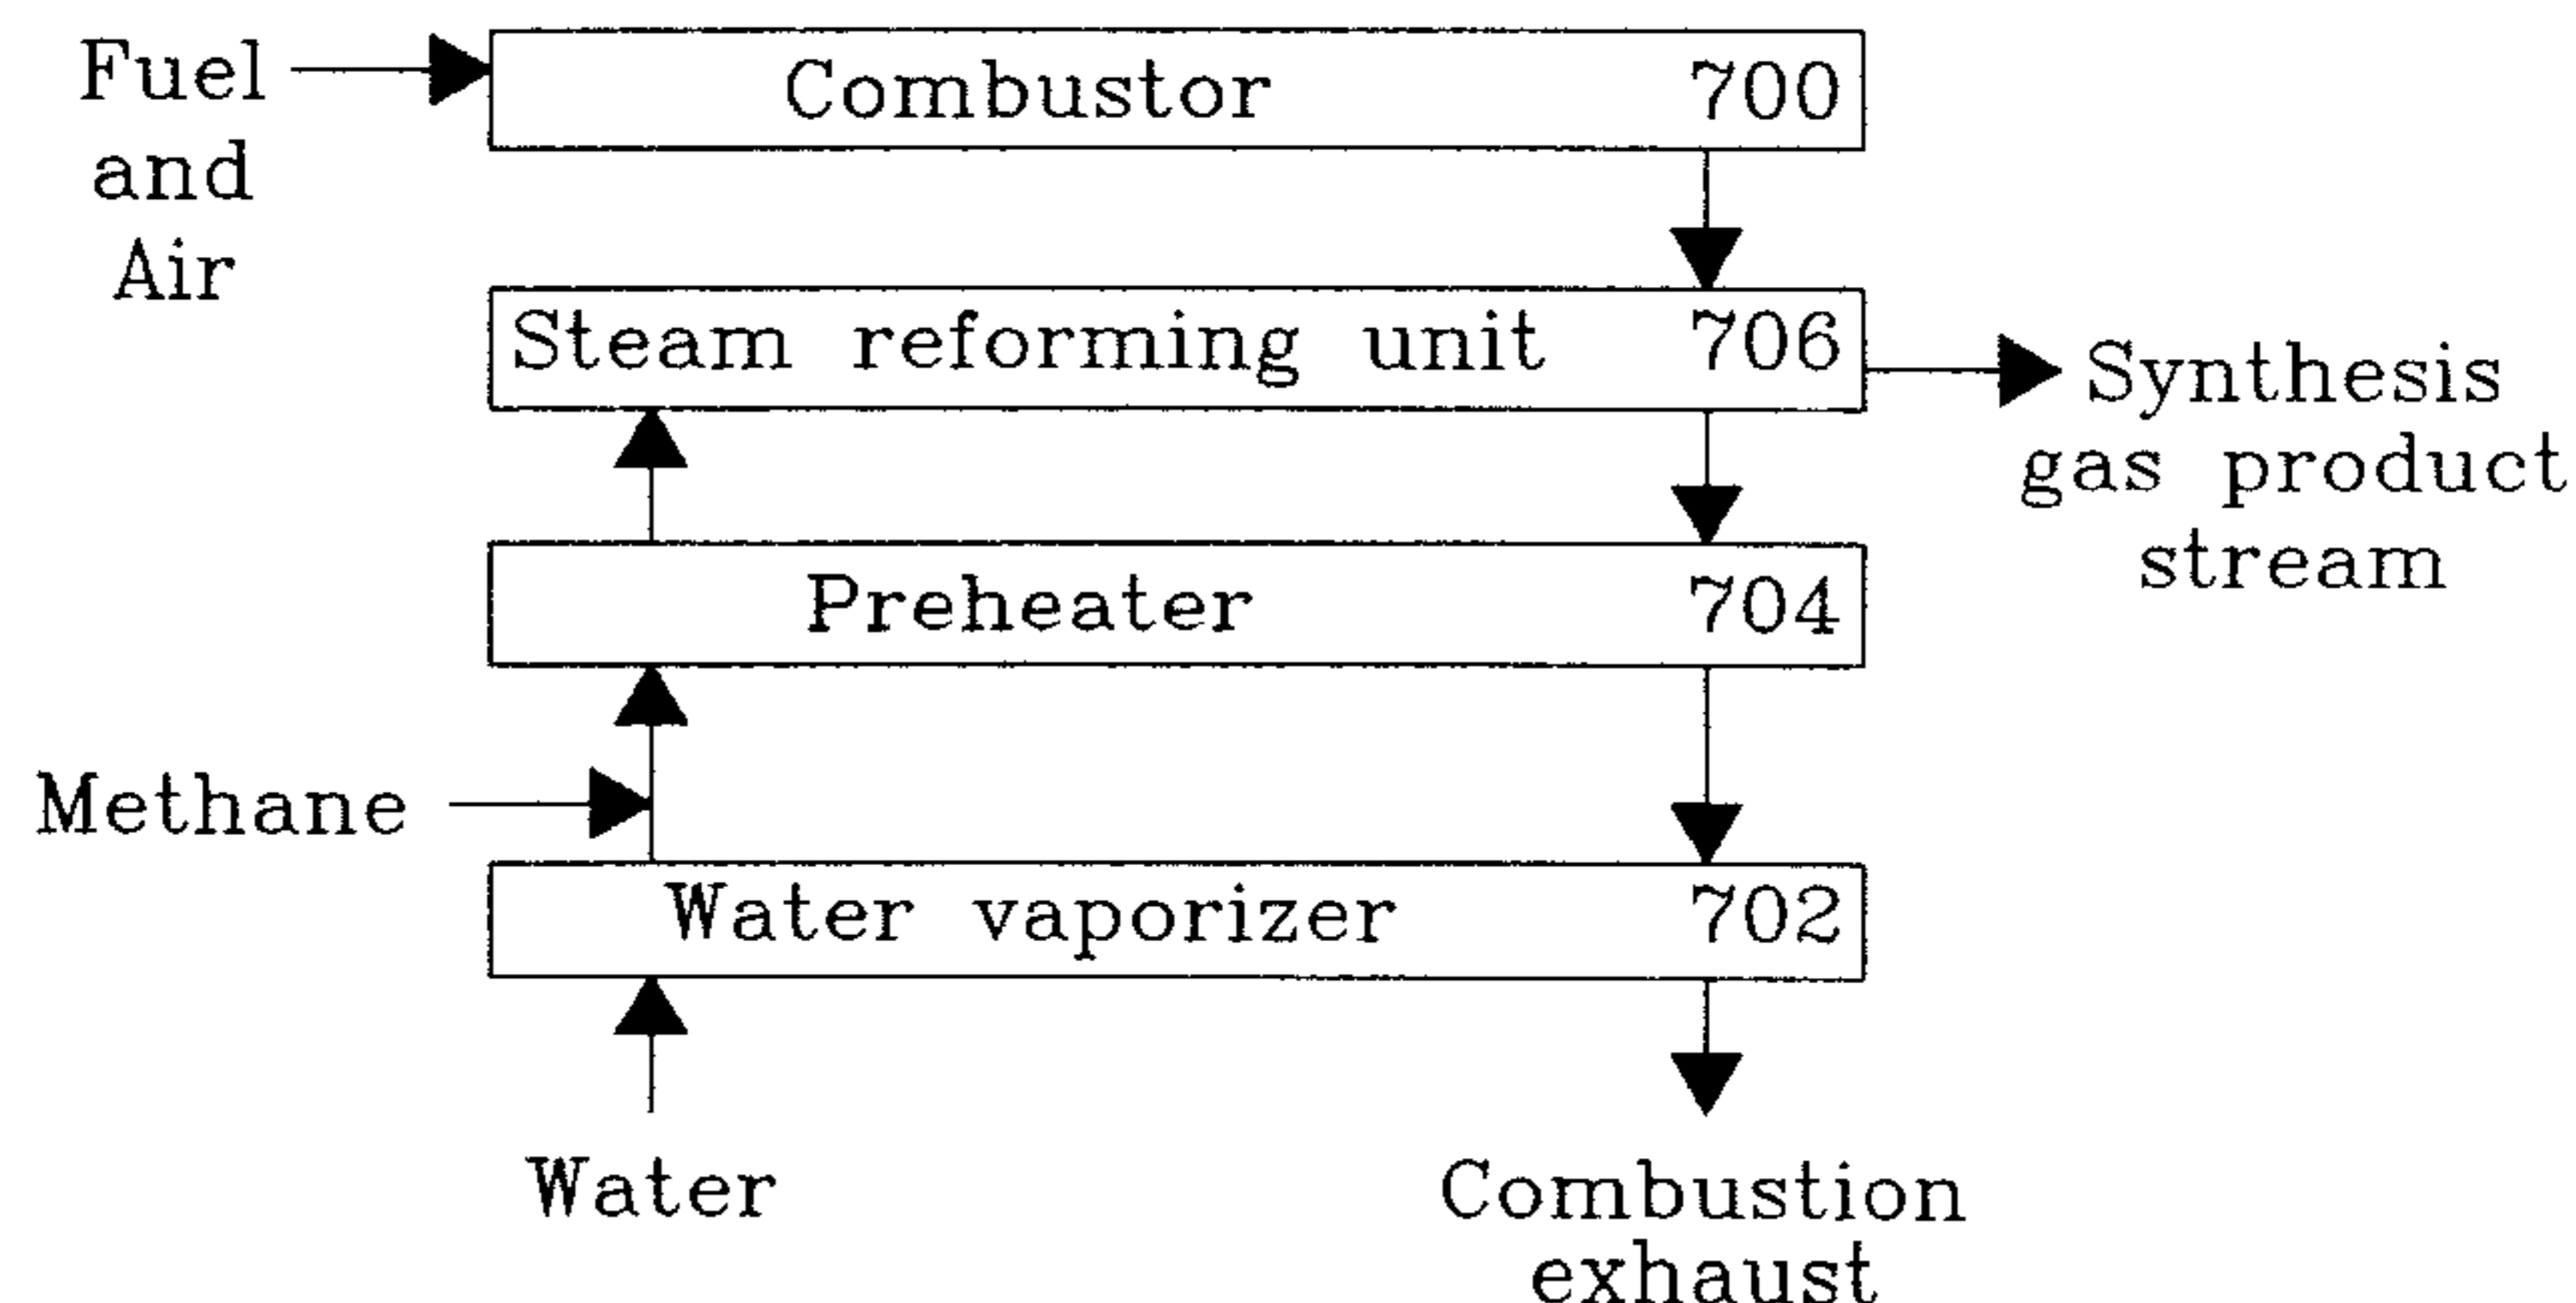 Fuel
and
Air
Combustor 700
Steam reforming unit 706
Synthesis
gas product
stream
Preheater 704
Methane
Water vaporizer 702
Water
Combustion
exhaust